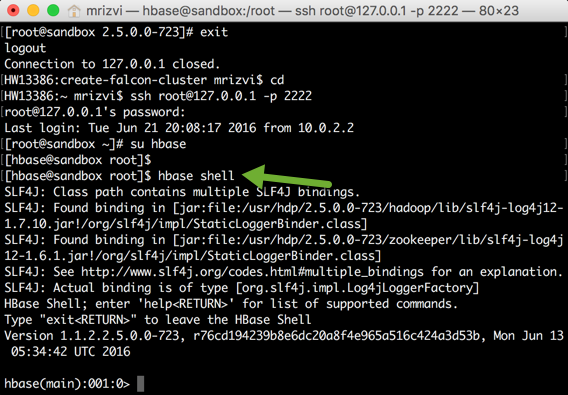 mrizvi — hbase@sandbox:/root — ssh root@127.0.0.1 -p 2222 — 80×23
[[root@sandbox 2.5.0.0-723]# exit
logout
Connection to 127.0.0.1 closed.
[HW13386:create-falcon-cluster mrizvi$ cd
[HW13386:~ mrizvi$ ssh root@127.0.0.1 -p 2222
[root@127.0.0.1's password:
Last login: Tue Jun 21 20:08:17 2016 from 10.0.2.2
[[root@sandbox ~]# su hbase
[[hbase@sandbox root]$
[[hbase@sandbox root]$ hbase shell
SLF4J: Class path contains multiple SLF4J bindings.
SLF4J: Found binding in [jar:file:/usr/hdp/2.5.0.0-723/hadoop/lib/slf4j-log4j12-
1.7.10.jar!/org/slf4j/impl/StaticLoggerBinder.class]
SLF4J: Found binding in [jar:file:/usr/hdp/2.5.0.0-723/zookeeper/lib/slf4j-log4j
12-1.6.1.jar!/org/slf4j/impl/StaticLoggerBinder.class]
SLF4J: See http://www.slf4j.org/codes.html#multiple_bindings for an explanation.
SLF4J: Actual binding is of type [org.slf4j.impl.Log4jLoggerFactory]
HBase Shell; enter 'help<RETURN>' for list of supported commands.
Type "exit<RETURN>" to leave the HBase Shell
Version 1.1.2.2.5.0.0-723, r76cd194239b8e6dc20a8f4e965a516c424a3d53b, Mon Jun 13
05:34:42 UTC 2016
hbase(main):001:0>